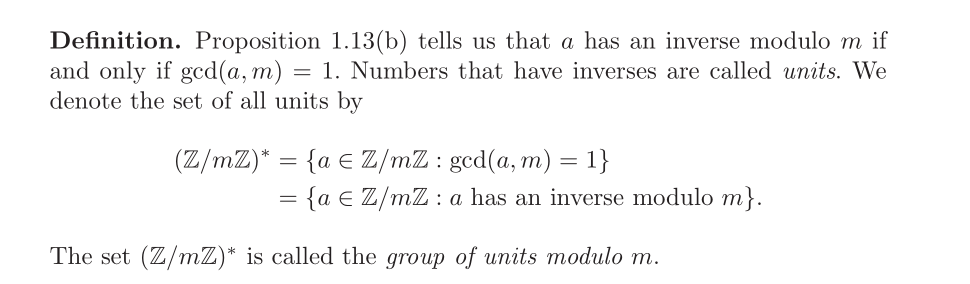 Definition. Proposition 1.13(b) tells us that a has an inverse modulo m if
and only if gcd(a, m) = 1. Numbers that have inverses are called units. We
denote the set of all units by
(ℤ/mℤ)* = {a ∈ ℤ/mℤ : gcd(a, m) = 1}
= {a ∈ ℤ/mℤ : a has an inverse modulo m}.
The set (ℤ/mℤ)* is called the group of units modulo m.